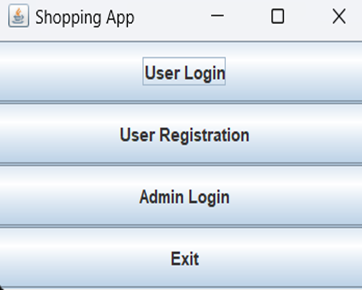 Shopping App
User Login
User Registration
Admin Login
Exit